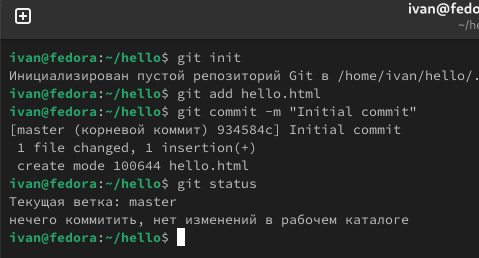 ivan@fedo
~/he
ivan@fedora:~/hello$ git init
Инициализирован пустой репозиторий Git в /home/ivan/hello/.
ivan@fedora:~/hello$ git add hello.html
ivan@fedora:~/hello$ git commit -m "Initial commit"
[master (корневой коммит) 934584c] Initial commit
 1 file changed, 1 insertion(+)
 create mode 100644 hello.html
ivan@fedora:~/hello$ git status
Текущая ветка: master
нечего коммитить, нет изменений в рабочем каталоге
ivan@fedora:~/hello$